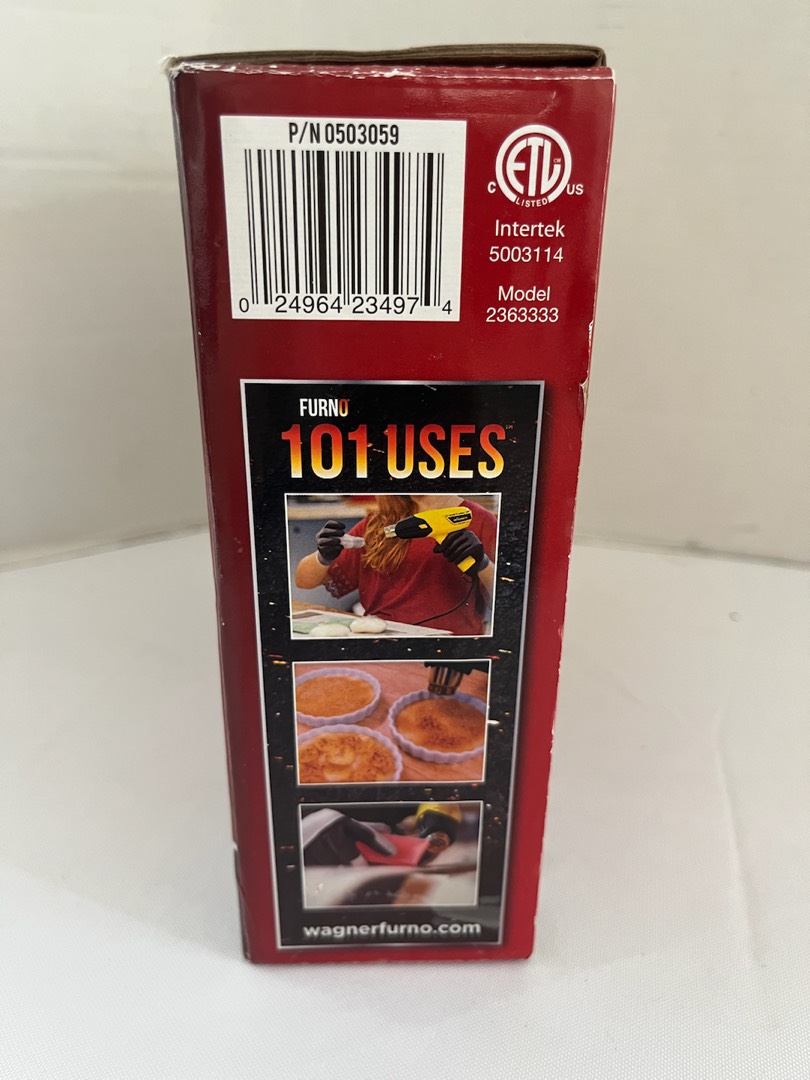 P/N 0503059
0 24964 23497 4
C ETL US
LISTED
Intertek
5003114
Model
2363333
FURNO
101 USES
wagnerfurno.com